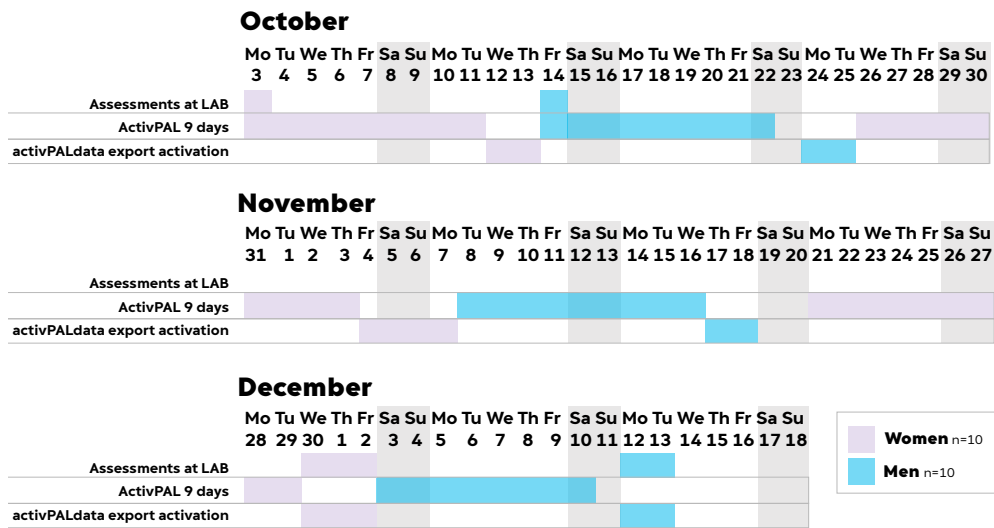 October
Mo Tu We Th Fr Sa Su Mo Tu We Th Fr Sa Su Mo Tu We Th Fr Sa Su Mo Tu We Th Fr Sa Su
3 4 5 6 7 8 9 10 11 12 13 14 15 16 17 18 19 20 21 22 23 24 25 26 27 28 29 30
Assessments at LAB
ActivPAL 9 days
activPALdata export activation
November
Mo Tu We Th Fr Sa Su Mo Tu We Th Fr Sa Su Mo Tu We Th Fr Sa Su Mo Tu We Th Fr Sa Su
31 1 2 3 4 5 6 7 8 9 10 11 12 13 14 15 16 17 18 19 20 21 22 23 24 25 26 27
Assessments at LAB
ActivPAL 9 days
activPALdata export activation
December
Mo Tu We Th Fr Sa Su Mo Tu We Th Fr Sa Su Mo Tu We Th Fr Sa Su
28 29 30 1 2 3 4 5 6 7 8 9 10 11 12 13 14 15 16 17 18
Assessments at LAB
ActivPAL 9 days
activPALdata export activation
Women n=10
Men n=10